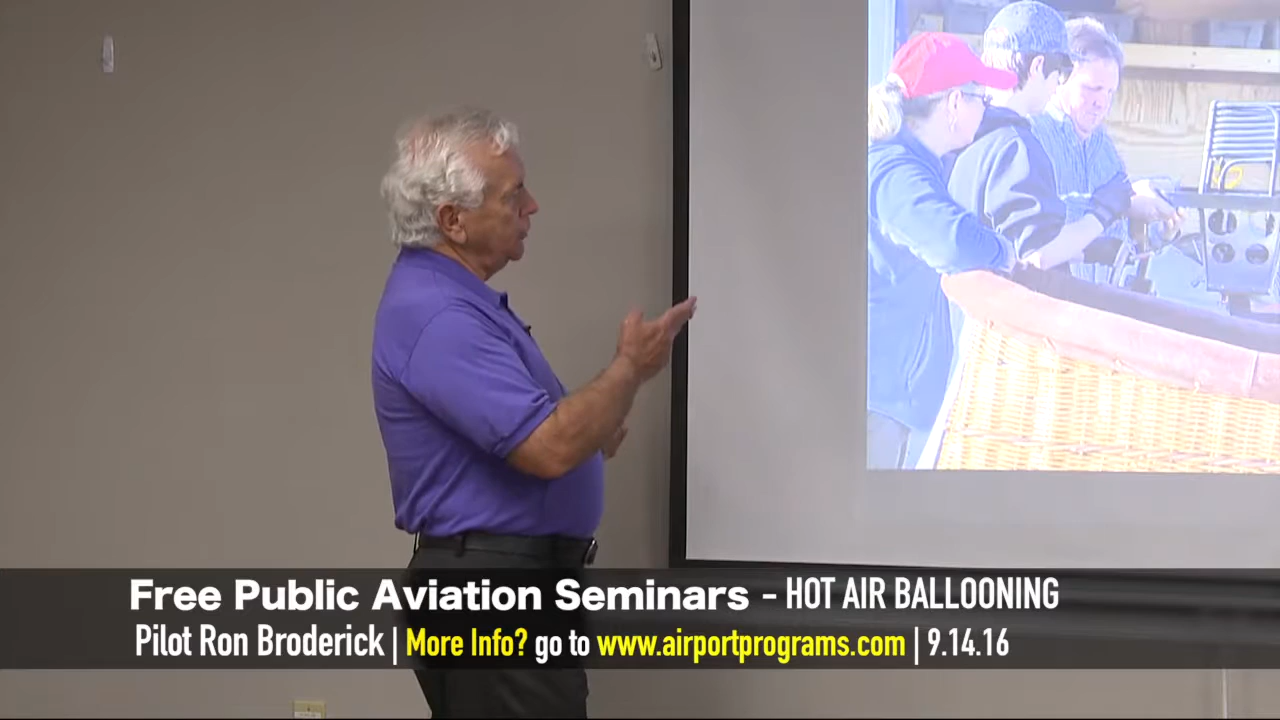 Free Public Aviation Seminars - HOT AIR BALLOONING
Pilot Ron Broderick | More Info? go to www.airportprograms.com | 9.14.16